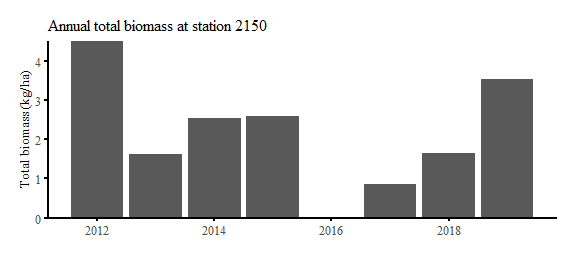 Annual total biomass at station 2150
Total biomass (kg/ha)
4
3
2
1
0
2012 2014 2016 2018